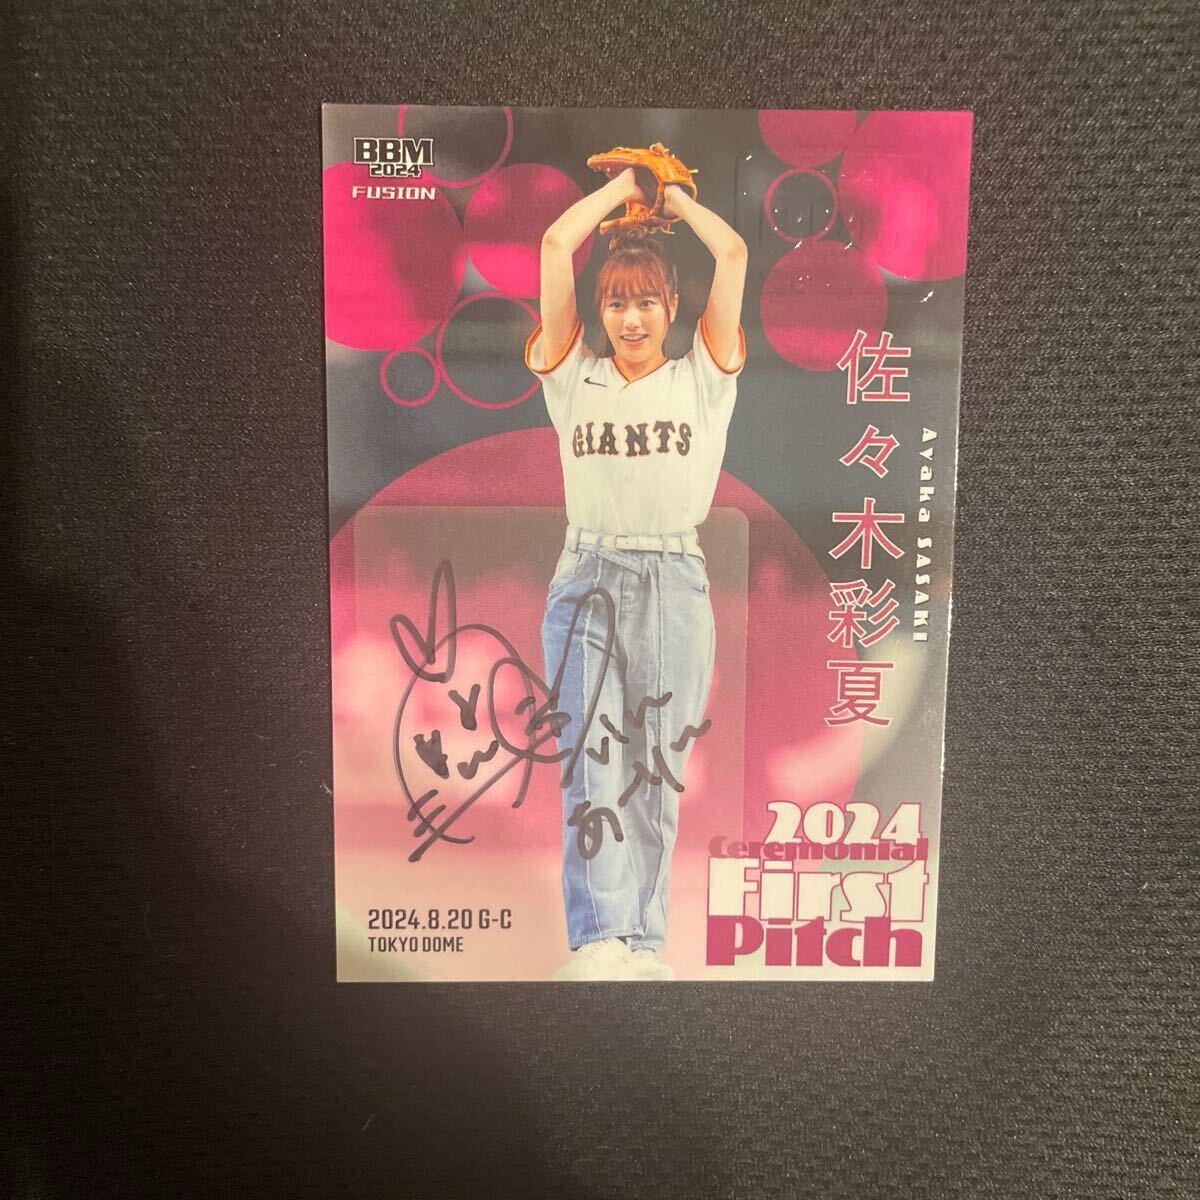 BBM
2024
FUSION
GIANTS
佐々木彩夏
Ayaka SASAKI
2024.8.20 G-C
TOKYO DOME
2024
Ceremonial
First
Pitch